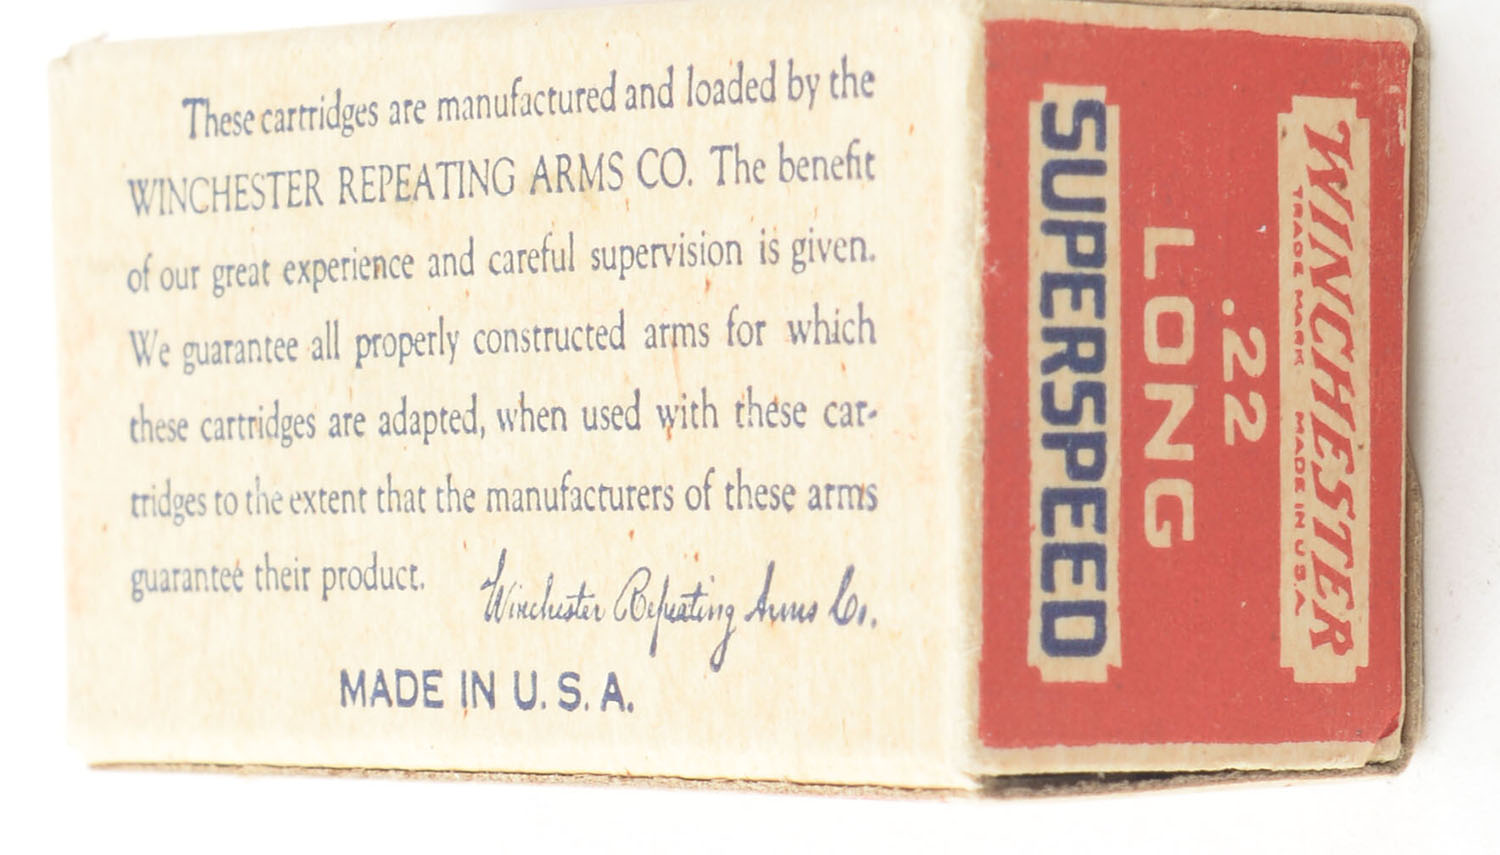 These cartridges are manufactured and loaded by the
WINCHESTER REPEATING ARMS CO. The benefit
of our great experience and careful supervision is given.
We guarantee all properly constructed arms for which
these cartridges are adapted, when used with these car-
tridges to the extent that the manufacturers of these arms
guarantee their product.
Winchester Repeating Arms Co.
MADE IN U. S. A.
WINCHESTER
TRADE MARK MADE IN U.S.A.
.22
LONG
SUPERSPEED